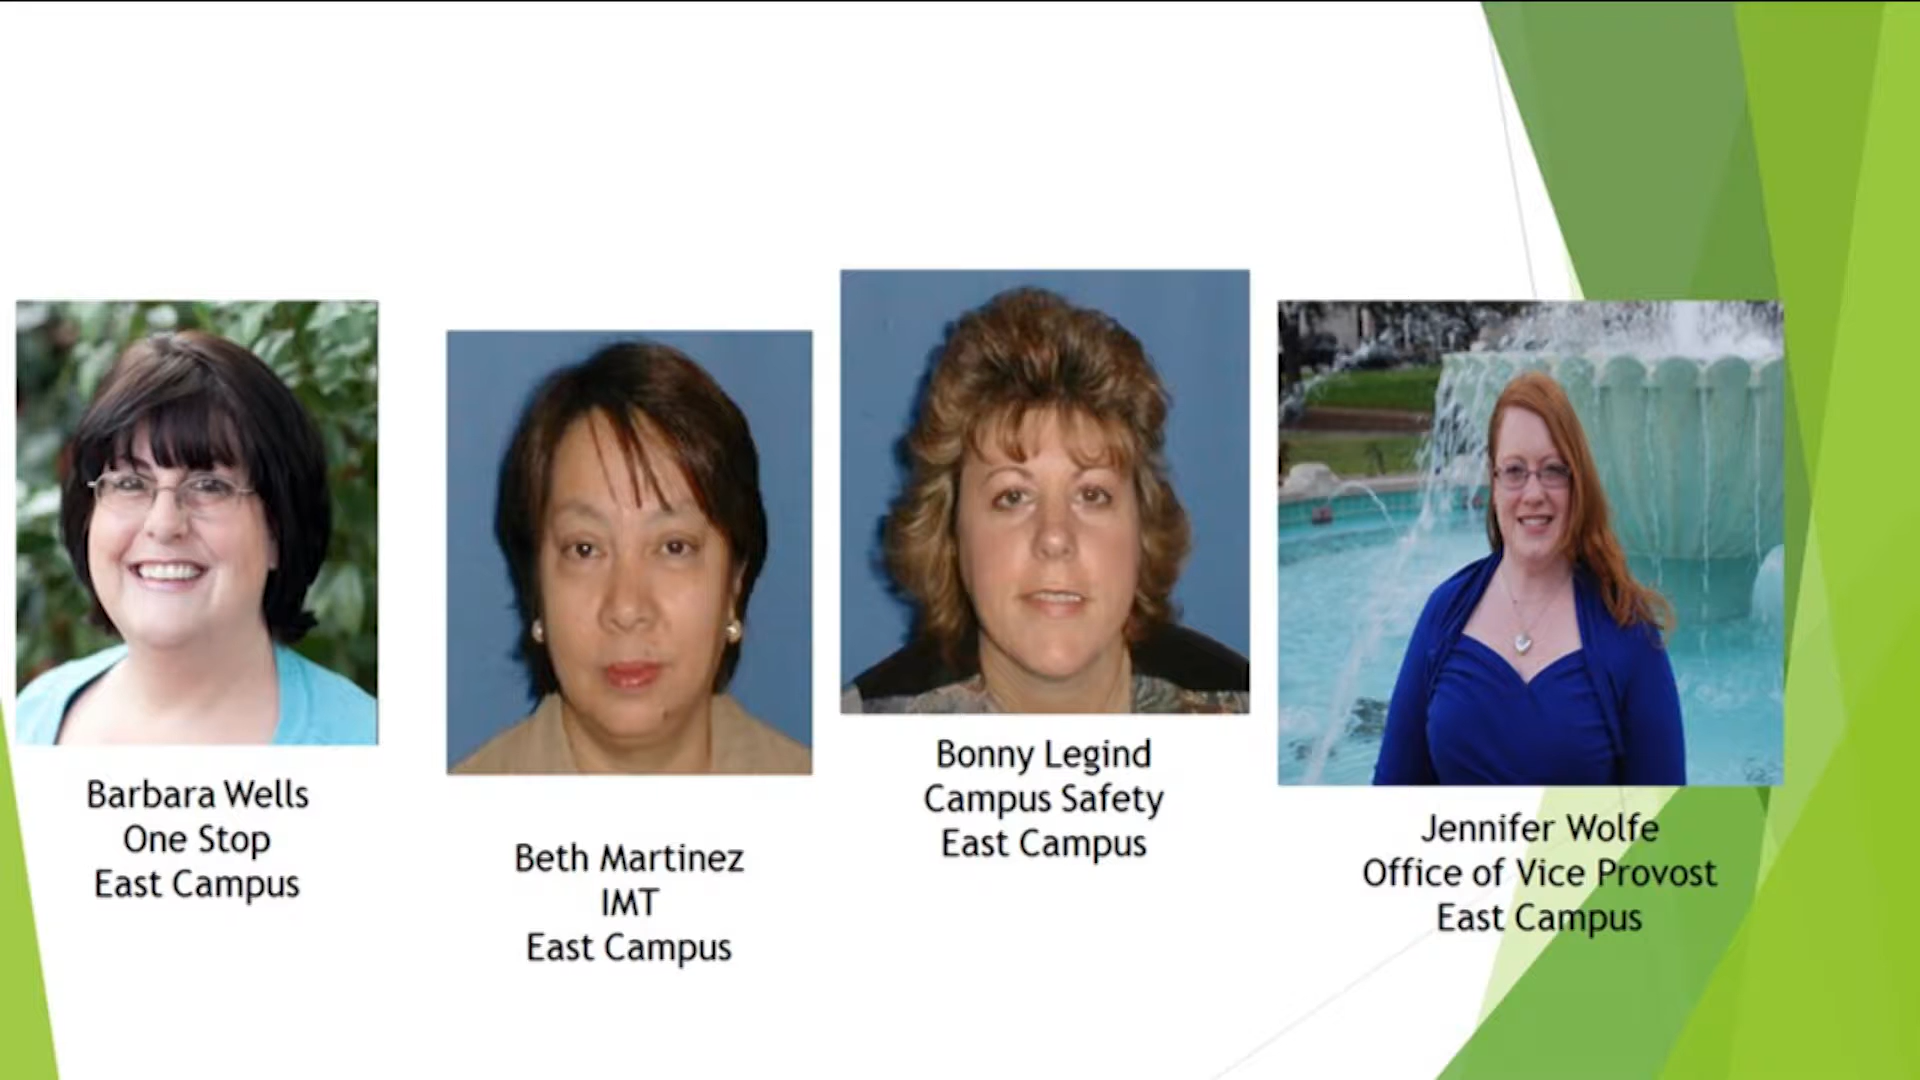 Barbara Wells
One Stop
East Campus
Beth Martinez
IMT
East Campus
Bonny Legind
Campus Safety
East Campus
Jennifer Wolfe
Office of Vice Provost
East Campus